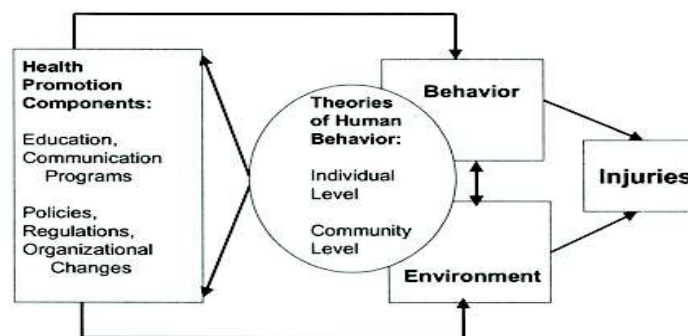 Health
Promotion
Components:
Education,
Communication
Programs
Policies,
Regulations,
Organizational
Changes
Theories
of Human
Behavior:
Individual
Level
Community
Level
Behavior
Environment
Injuries